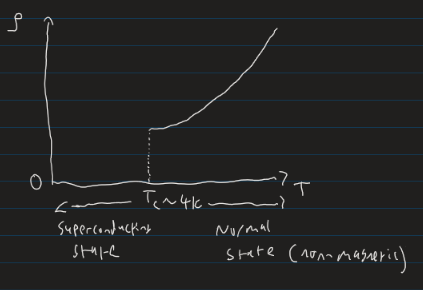 ρ
0
T
Tc ~ 4K
Superconducting
state
Normal
state (non-magnetic)